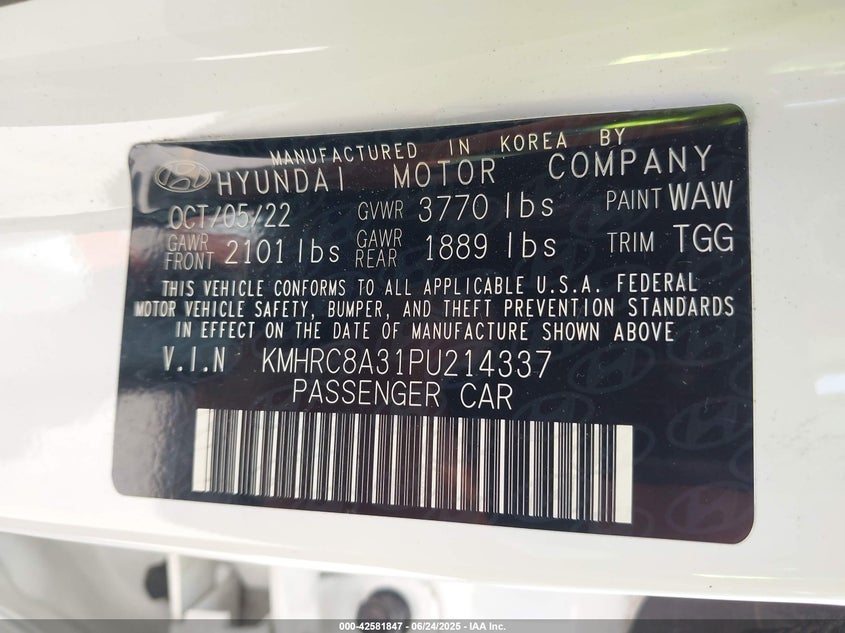 MANUFACTURED IN KOREA BY
HYUNDAI MOTOR COMPANY
OCT/05/22 GVWR 3770 lbs PAINT WAW
GAWR FRONT 2101 lbs GAWR REAR 1889 lbs TRIM TGG
THIS VEHICLE CONFORMS TO ALL APPLICABLE U.S.A. FEDERAL
MOTOR VEHICLE SAFETY, BUMPER, AND THEFT PREVENTION STANDARDS
IN EFFECT ON THE DATE OF MANUFACTURE SHOWN ABOVE
V.I.N KMHRC8A31PU214337
PASSENGER CAR
000-42581847 - 06/24/2025 - IAA Inc.